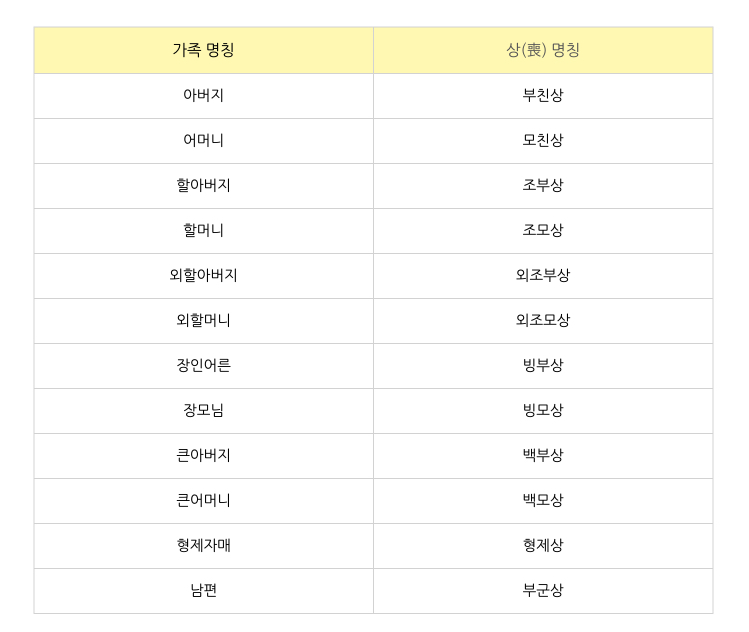 가족 명칭 상(喪) 명칭
아버지 부친상
어머니 모친상
할아버지 조부상
할머니 조모상
외할아버지 외조부상
외할머니 외조모상
장인어른 빙부상
장모님 빙모상
큰아버지 백부상
큰어머니 백모상
형제자매 형제상
남편 부군상